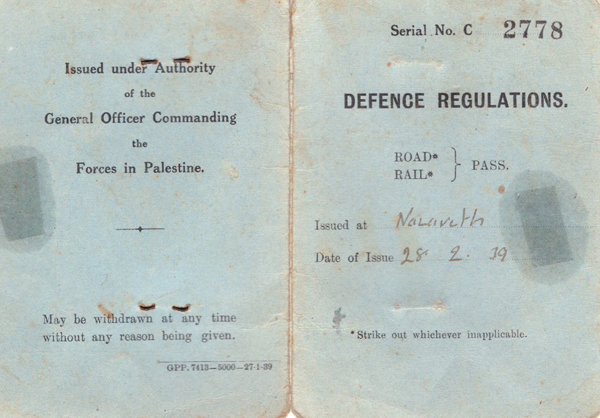 Issued under Authority
of the
General Officer Commanding
the
Forces in Palestine.
May be withdrawn at any time
without any reason being given.
GPP. 7413—5000—27-1-39
Serial No. C 2778
DEFENCE REGULATIONS.
ROAD*
RAIL* } PASS.
Issued at Nazareth
Date of Issue 28. 2. 39
*Strike out whichever inapplicable.